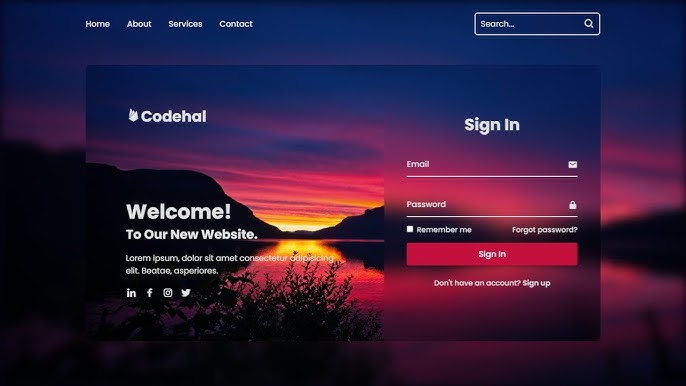 Home About Services Contact Search...
Codehal
Welcome!
To Our New Website.
Lorem ipsum, dolor sit amet consectetur adipisicing
elit. Beatae, asperiores.
Sign In
Email
Password
Remember me Forgot password?
Sign In
Don't have an account? Sign up